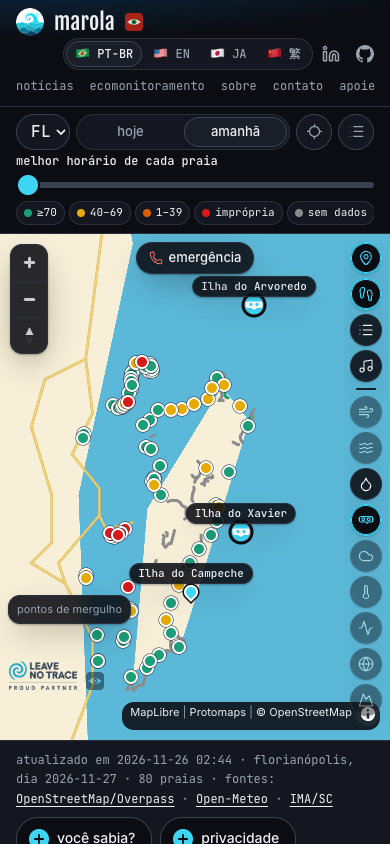 marola
PT-BR EN JA 繁
notícias ecomonitoramento sobre contato apoie
FL hoje amanhã
melhor horário de cada praia
≥70 40–69 1–39 imprópria sem dados
emergência
Ilha do Arvoredo
Ilha do Xavier
Ilha do Campeche
pontos de mergulho
LEAVE
NO TRACE
PROUD PARTNER
MapLibre | Protomaps | © OpenStreetMap
atualizado em 2026-11-26 02:44 · florianópolis,
dia 2026-11-27 · 80 praias · fontes:
OpenStreetMap/Overpass · Open-Meteo · IMA/SC
você sabia? privacidade